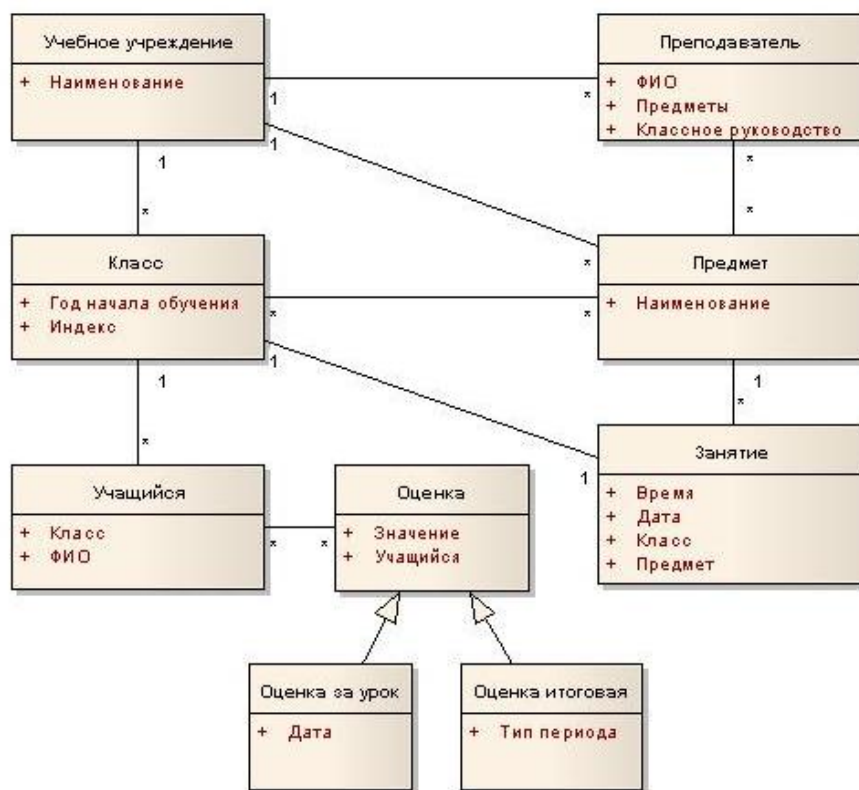 Учебное учреждение
+ Наименование
Преподаватель
+ ФИО
+ Предметы
+ Классное руководство
1
*
1
1
*
*
*
*
Класс
+ Год начала обучения
+ Индекс
Предмет
+ Наименование
*
*
1
1
1
*
*
1
Занятие
+ Время
+ Дата
+ Класс
+ Предмет
Учащийся
+ Класс
+ ФИО
*
*
Оценка
+ Значение
+ Учащийся
Оценка за урок
+ Дата
Оценка итоговая
+ Тип периода